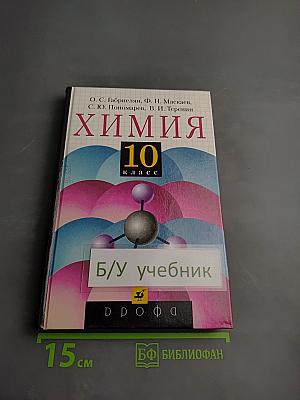 О. С. Габриелян, Ф. Н. Маскаев,
С. Ю. Пономарев, В. И. Теренин
ХИМИЯ
10
класс
Б/У учебник
дрофа
15 см
БФ БИБЛИОФАН